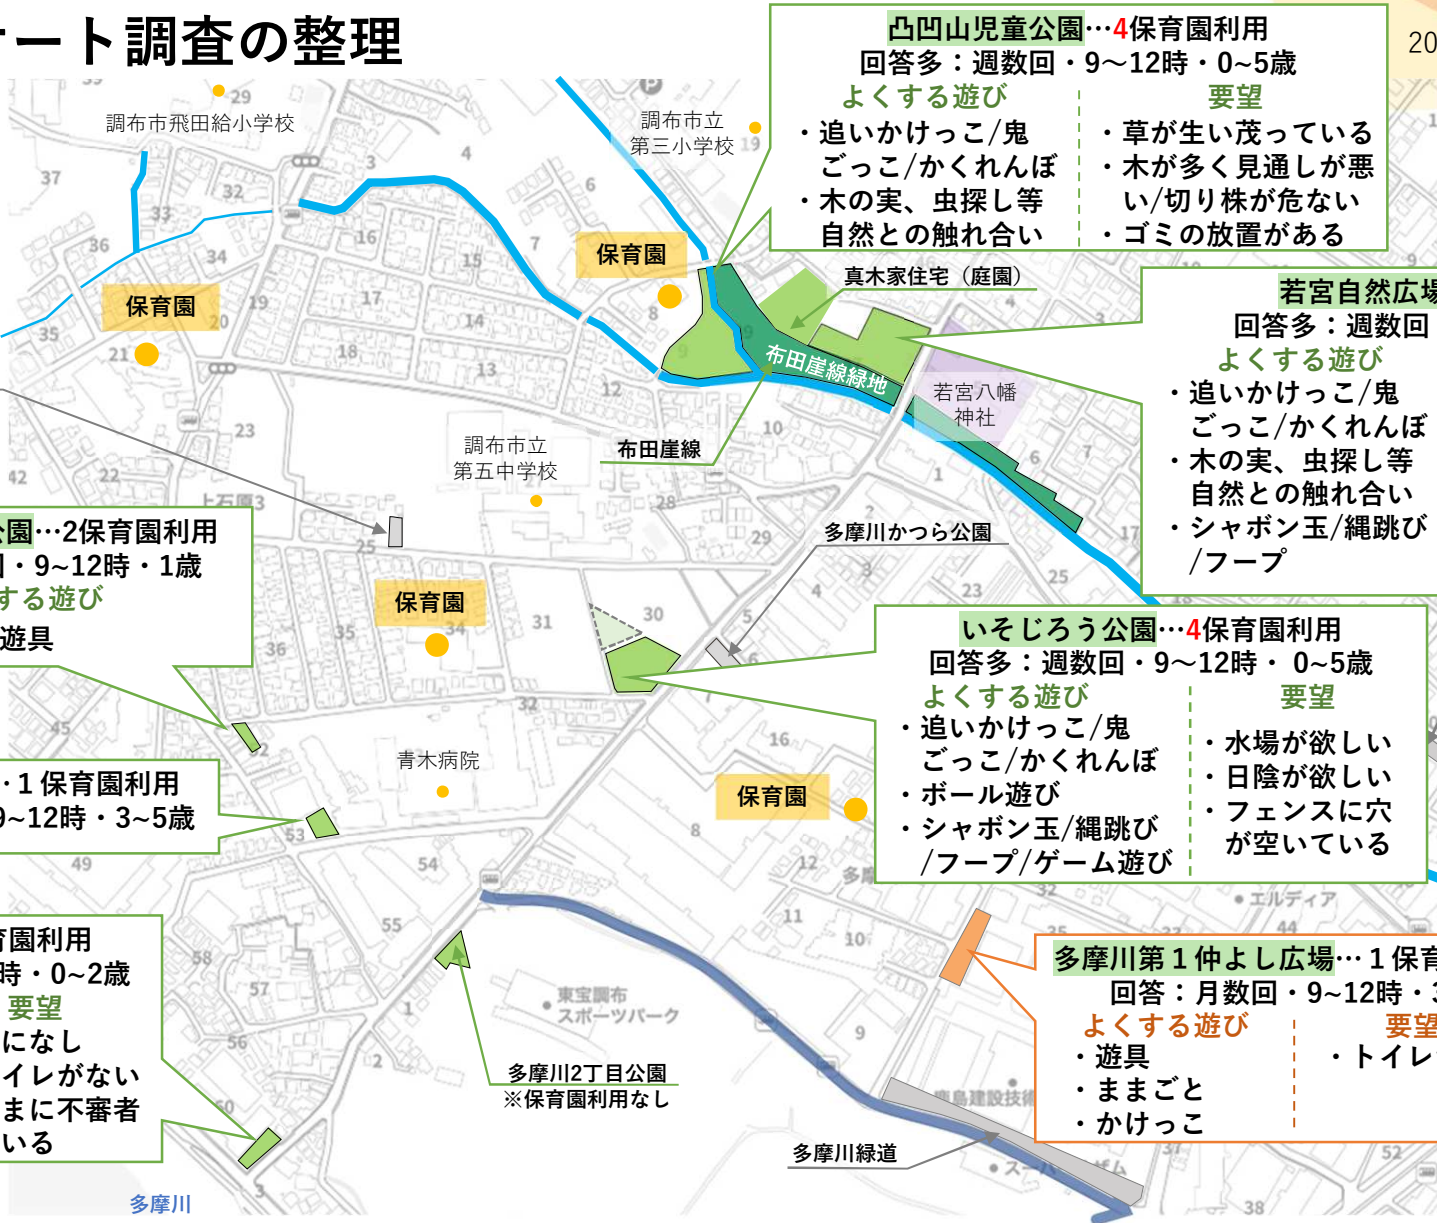 ート調査の整理
20
凸凹山児童公園…4保育園利用
回答多：週数回・9～12時・0~5歳
よくする遊び
・追いかけっこ/鬼
ごっこ/かくれんぼ
・木の実、虫探し等
自然との触れ合い
要望
・草が生い茂っている
・木が多く見通しが悪
い/切り株が危ない
・ゴミの放置がある
調布市飛田給小学校
調布市立
第三小学校
保育園
保育園
真木家住宅（庭園）
布田崖線緑地
若宮八幡
神社
布田崖線
調布市立
第五中学校
上石原3
若宮自然広場
回答多：週数回
よくする遊び
・追いかけっこ/鬼
ごっこ/かくれんぼ
・木の実、虫探し等
自然との触れ合い
・シャボン玉/縄跳び
/フープ
公園…2保育園利用
・9~12時・1歳
する遊び
遊具
多摩川かつら公園
保育園
いそじろう公園…4保育園利用
回答多：週数回・9～12時・ 0~5歳
よくする遊び
・追いかけっこ/鬼
ごっこ/かくれんぼ
・ボール遊び
・シャボン玉/縄跳び
/フープ/ゲーム遊び
要望
・水場が欲しい
・日陰が欲しい
・フェンスに穴
が空いている
・１保育園利用
9~12時・3~5歳
青木病院
保育園
育園利用
時・0~2歳
要望
になし
イレがない
まに不審者
いる
東宝調布
スポーツパーク
多摩川2丁目公園
※保育園利用なし
エルディア
多摩川第１仲よし広場…１保育
回答：月数回・9~12時・3
よくする遊び
・遊具
・ままごと
・かけっこ
要望
・トイレ
鹿島建設技術
多摩川緑道
多摩川